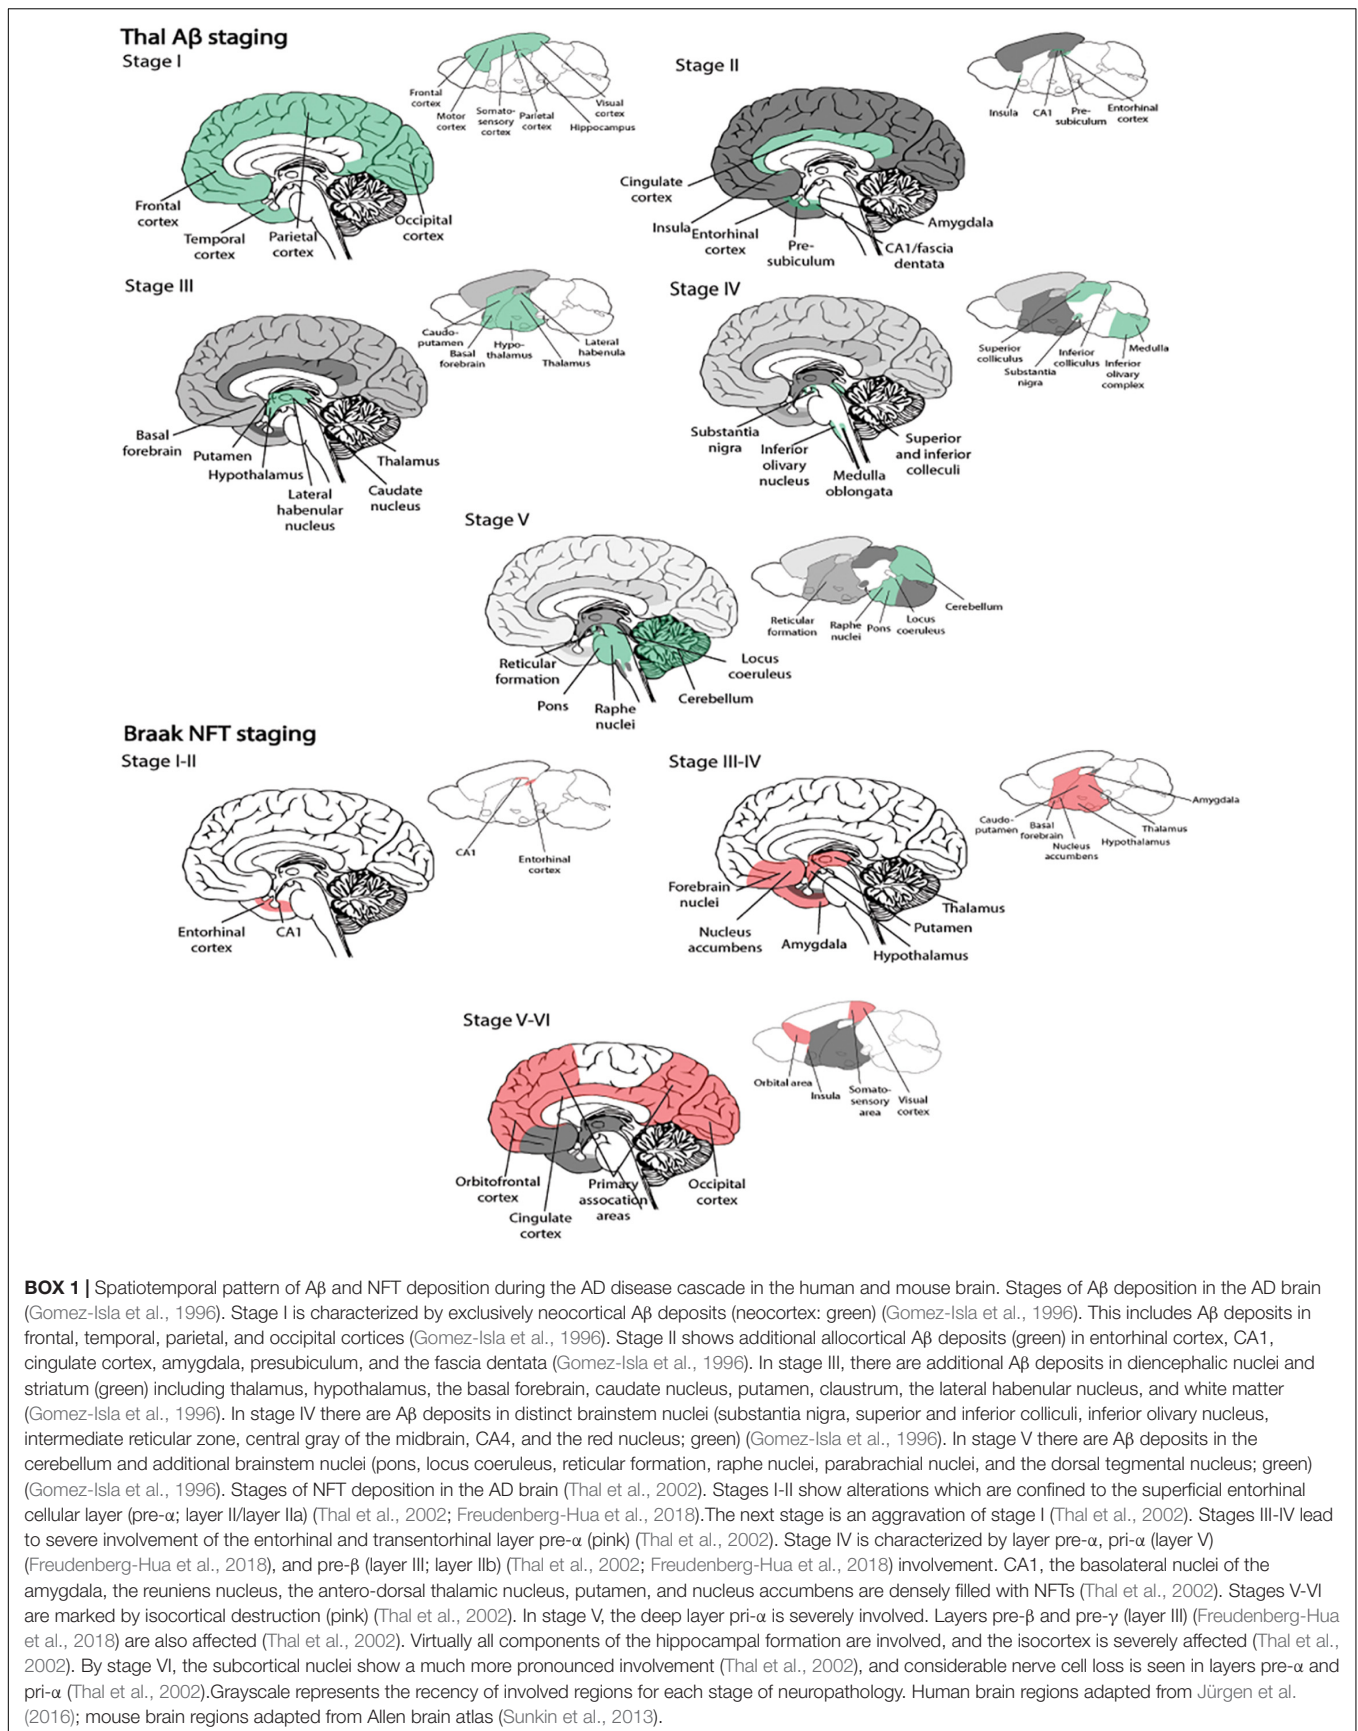 Thal Aβ staging
Stage I
Frontal
cortex
Motor
cortex
Somato-
sensory
cortex
Parietal
cortex
Hippocampus
Visual
cortex
Frontal
cortex
Temporal
cortex
Parietal
cortex
Occipital
cortex
Stage II
Insula
CA1
Pre-
subiculum
Entorhinal
cortex
Cingulate
cortex
Insula
Entorhinal
cortex
Pre-
subiculum
CA1/fascia
dentata
Amygdala
Stage III
Caudo-
putamen
Basal
forebrain
Hypo-
thalamus
Thalamus
Lateral
habenula
Basal
forebrain
Putamen
Hypothalamus
Lateral
habenular
nucleus
Caudate
nucleus
Thalamus
Stage IV
Superior
colliculus
Substantia
nigra
Inferior
colliculus
Inferior
olivary
complex
Medulla
Substantia
nigra
Inferior
olivary
nucleus
Medulla
oblongata
Superior
and inferior
colleculi
Stage V
Reticular
formation
Raphe
nuclei
Pons
Locus
coeruleus
Cerebellum
Reticular
formation
Pons
Raphe
nuclei
Cerebellum
Locus
coeruleus
Braak NFT staging
Stage I-II
CA1
Entorhinal
cortex
Entorhinal
cortex
CA1
Stage III-IV
Caudo-
putamen
Basal
forebrain
Nucleus
accumbens
Hypothalamus
Thalamus
Amygdala
Forebrain
nuclei
Nucleus
accumbens
Amygdala
Hypothalamus
Putamen
Thalamus
Stage V-VI
Orbital area
Insula
Somato-
sensory
area
Visual
cortex
Orbitofrontal
cortex
Cingulate
cortex
Primary
assocation
areas
Occipital
cortex
BOX 1 | Spatiotemporal pattern of Aβ and NFT deposition during the AD disease cascade in the human and mouse brain. Stages of Aβ deposition in the AD brain
(Gomez-Isla et al., 1996). Stage I is characterized by exclusively neocortical Aβ deposits (neocortex: green) (Gomez-Isla et al., 1996). This includes Aβ deposits in
frontal, temporal, parietal, and occipital cortices (Gomez-Isla et al., 1996). Stage II shows additional allocortical Aβ deposits (green) in entorhinal cortex, CA1,
cingulate cortex, amygdala, presubiculum, and the fascia dentata (Gomez-Isla et al., 1996). In stage III, there are additional Aβ deposits in diencephalic nuclei and
striatum (green) including thalamus, hypothalamus, the basal forebrain, caudate nucleus, putamen, claustrum, the lateral habenular nucleus, and white matter
(Gomez-Isla et al., 1996). In stage IV there are Aβ deposits in distinct brainstem nuclei (substantia nigra, superior and inferior colliculi, inferior olivary nucleus,
intermediate reticular zone, central gray of the midbrain, CA4, and the red nucleus; green) (Gomez-Isla et al., 1996). In stage V there are Aβ deposits in the
cerebellum and additional brainstem nuclei (pons, locus coeruleus, reticular formation, raphe nuclei, parabrachial nuclei, and the dorsal tegmental nucleus; green)
(Gomez-Isla et al., 1996). Stages of NFT deposition in the AD brain (Thal et al., 2002). Stages I-II show alterations which are confined to the superficial entorhinal
cellular layer (pre-α; layer II/layer IIa) (Thal et al., 2002; Freudenberg-Hua et al., 2018).The next stage is an aggravation of stage I (Thal et al., 2002). Stages III-IV lead
to severe involvement of the entorhinal and transentorhinal layer pre-α (pink) (Thal et al., 2002). Stage IV is characterized by layer pre-α, pri-α (layer V)
(Freudenberg-Hua et al., 2018), and pre-β (layer III; layer IIb) (Thal et al., 2002; Freudenberg-Hua et al., 2018) involvement. CA1, the basolateral nuclei of the
amygdala, the reuniens nucleus, the antero-dorsal thalamic nucleus, putamen, and nucleus accumbens are densely filled with NFTs (Thal et al., 2002). Stages V-VI
are marked by isocortical destruction (pink) (Thal et al., 2002). In stage V, the deep layer pri-α is severely involved. Layers pre-β and pre-γ (layer III) (Freudenberg-Hua
et al., 2018) are also affected (Thal et al., 2002). Virtually all components of the hippocampal formation are involved, and the isocortex is severely affected (Thal et al.,
2002). By stage VI, the subcortical nuclei show a much more pronounced involvement (Thal et al., 2002), and considerable nerve cell loss is seen in layers pre-α and
pri-α (Thal et al., 2002).Grayscale represents the recency of involved regions for each stage of neuropathology. Human brain regions adapted from Jürgen et al.
(2016); mouse brain regions adapted from Allen brain atlas (Sunkin et al., 2013).